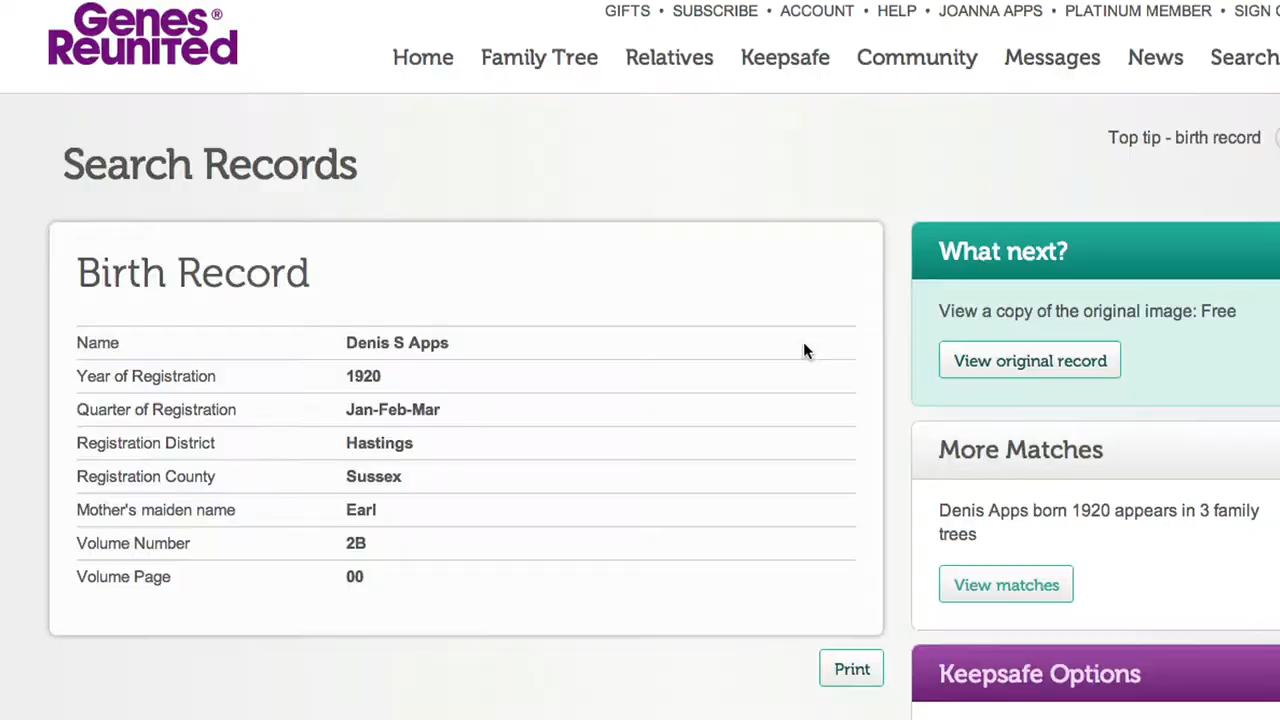 Genes
Reunited®
GIFTS • SUBSCRIBE • ACCOUNT • HELP • JOANNA APPS • PLATINUM MEMBER • SIGN
Home Family Tree Relatives Keepsafe Community Messages News Search
Top tip - birth record
Search Records
Birth Record
Name Denis S Apps
Year of Registration 1920
Quarter of Registration Jan-Feb-Mar
Registration District Hastings
Registration County Sussex
Mother's maiden name Earl
Volume Number 2B
Volume Page 00
Print
What next?
View a copy of the original image: Free
View original record
More Matches
Denis Apps born 1920 appears in 3 family
trees
View matches
Keepsafe Options